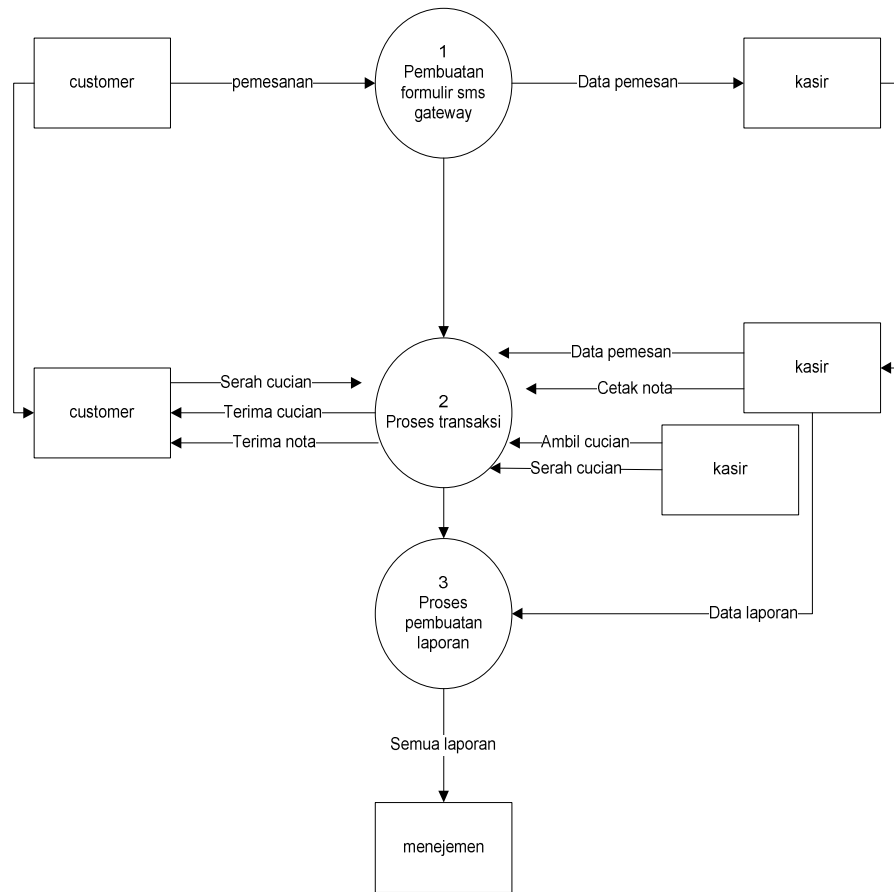 customer
pemesanan
1
Pembuatan
formulir sms
gateway
Data pemesan
kasir
customer
Serah cucian
Terima cucian
Terima nota
2
Proses transaksi
Data pemesan
Cetak nota
kasir
Ambil cucian
Serah cucian
kasir
3
Proses
pembuatan
laporan
Data laporan
Semua laporan
menejemen